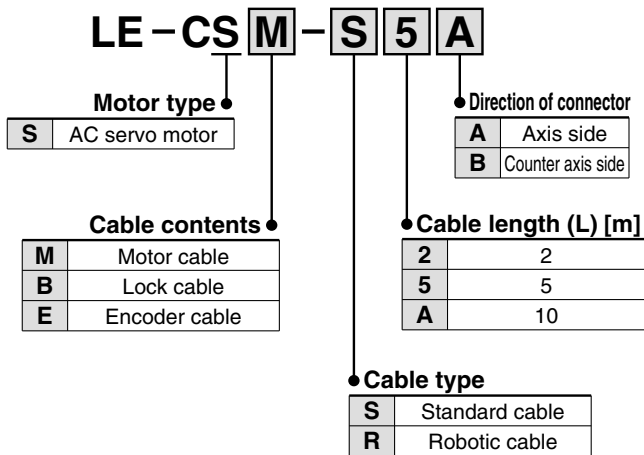 LE-CSM-S5A
Motor type
S AC servo motor
Direction of connector
A Axis side
B Counter axis side
Cable contents
M Motor cable
B Lock cable
E Encoder cable
Cable length (L) [m]
2 2
5 5
A 10
Cable type
S Standard cable
R Robotic cable